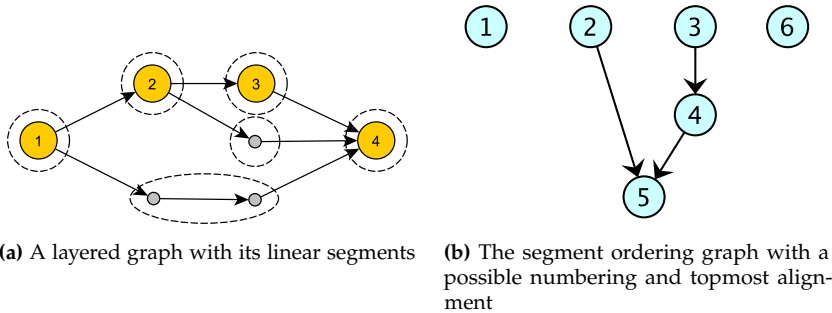 1
2
3
4
1 2 3 6
4
5
(a) A layered graph with its linear segments
(b) The segment ordering graph with a
possible numbering and topmost align-
ment